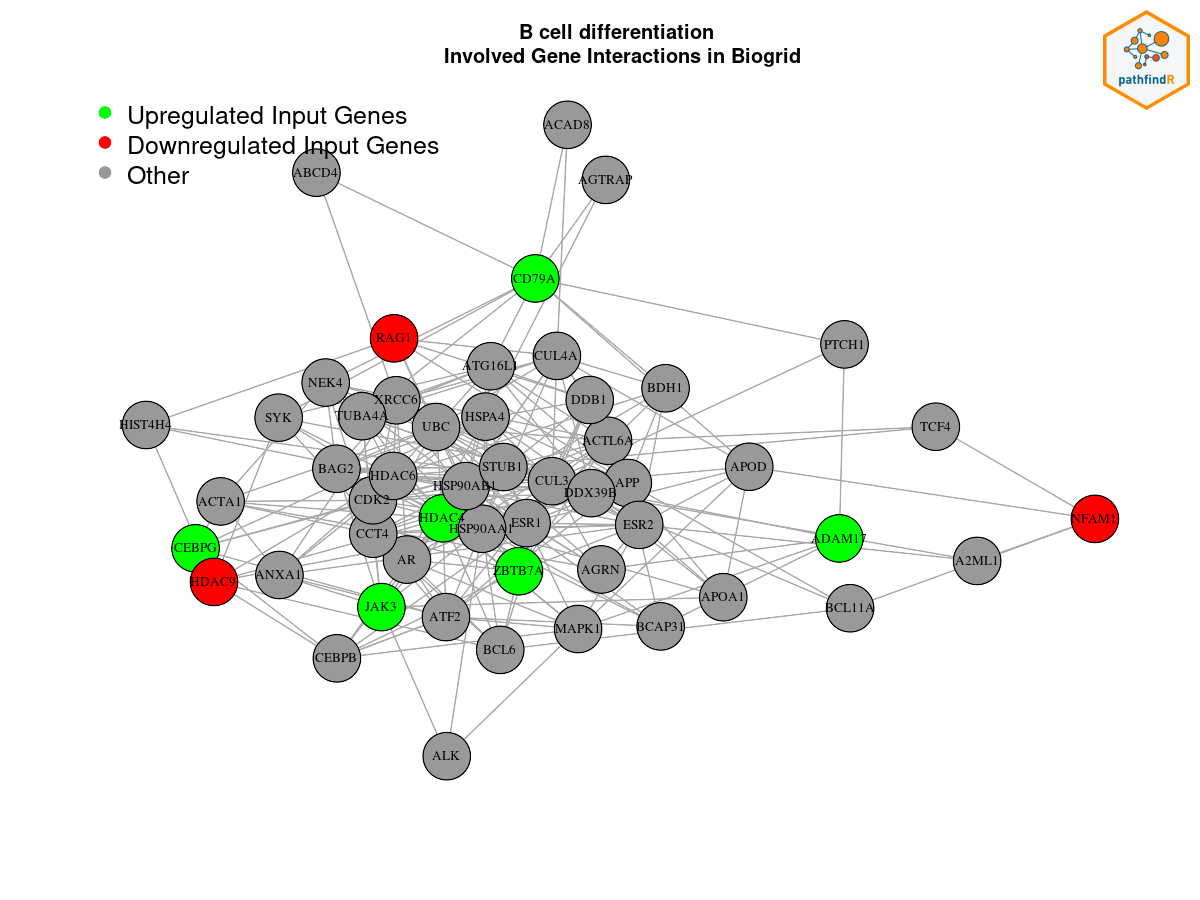 B cell differentiation
Involved Gene Interactions in Biogrid
pathfindR
Upregulated Input Genes
Downregulated Input Genes
Other
ACAD8
ABCD4
AGTRAP
CD79A
RAG1
PTCH1
CUL4A
ATG16L1
NEK4
BDH1
XRCC6
DDB1
TUBA4A
HSPA4
SYK
HIST4H4
UBC
TCF4
ACTL6A
STUB1
APOD
BAG2
HDAC6
CUL3
APP
HSP90AB1
DDX39B
CDK2
ACTA1
HDAC4
NFAM1
ESR1
ESR2
HSP90AA1
CCT4
ADAM17
CEBPG
AR
A2ML1
ZBTB7A
AGRN
ANXA1
HDAC9
APOA1
JAK3
BCL11A
ATF2
BCAP31
MAPK1
BCL6
CEBPB
ALK